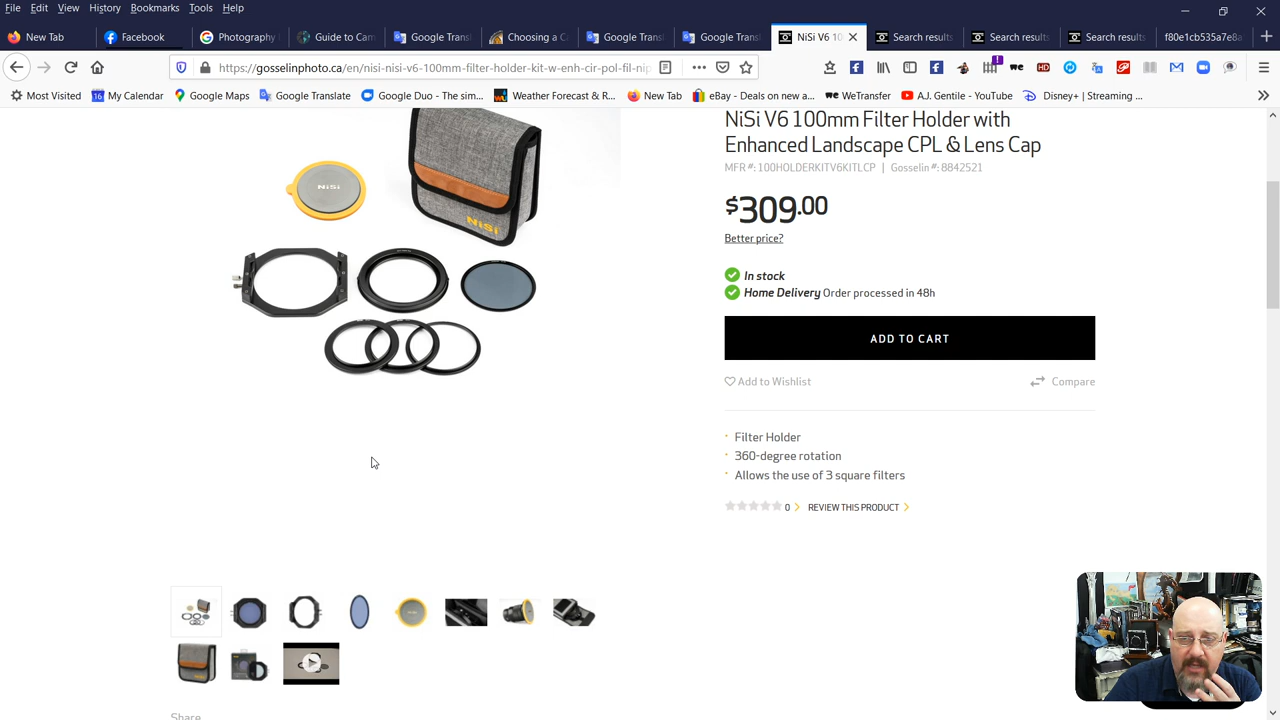 File Edit View History Bookmarks Tools Help
New Tab Facebook Photography Guide to Cam Google Transl Choosing a C Google Transl Google Transl NiSi V6 10 Search results Search results Search results f80e1cb535a7e8a
https://gosselinphoto.ca/en/nisi-nisi-v6-100mm-filter-holder-kit-w-enh-cir-pol-fil-nip
Most Visited My Calendar Google Maps Google Translate Google Duo - The sim... Weather Forecast & R... New Tab eBay - Deals on new a... WeTransfer A.J. Gentile - YouTube Disney+ | Streaming ...
NiSi V6 100mm Filter Holder with
Enhanced Landscape CPL & Lens Cap
MFR #: 100HOLDERKITV6KITLCP | Gosselin #: 8842521
$309.00
Better price?
In stock
Home Delivery Order processed in 48h
ADD TO CART
Add to Wishlist Compare
Filter Holder
360-degree rotation
Allows the use of 3 square filters
0 REVIEW THIS PRODUCT
NiSi
NiSi
Share